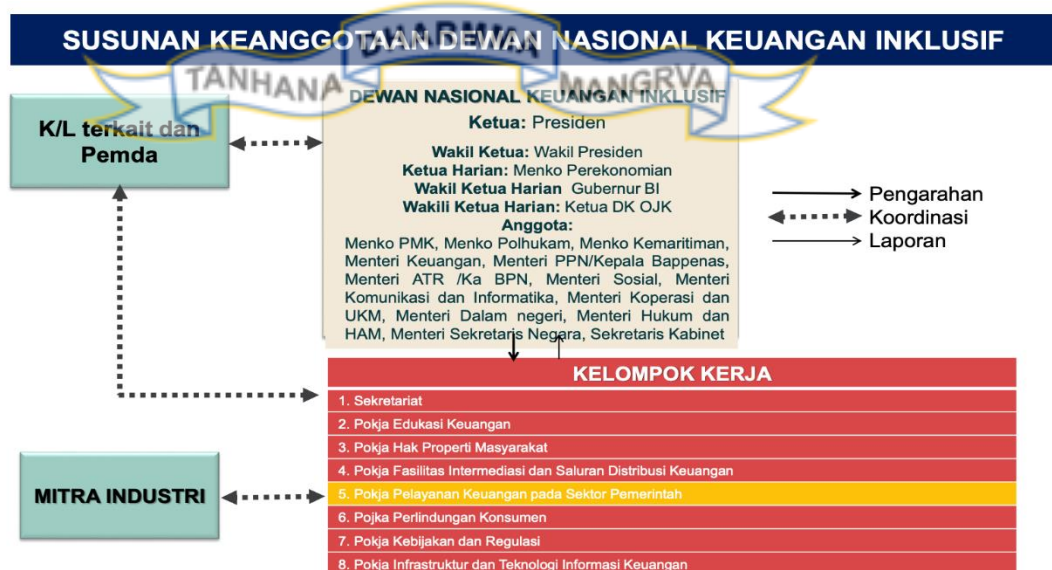 SUSUNAN KEANGGOTAAN DEWAN NASIONAL KEUANGAN INKLUSIF
TANHANA DHARMMA MANGRVA
K/L terkait dan
Pemda
DEWAN NASIONAL KEUANGAN INKLUSIF
Ketua: Presiden
Wakil Ketua: Wakil Presiden
Ketua Harian: Menko Perekonomian
Wakil Ketua Harian Gubernur BI
Wakili Ketua Harian: Ketua DK OJK
Anggota:
Menko PMK, Menko Polhukam, Menko Kemaritiman,
Menteri Keuangan, Menteri PPN/Kepala Bappenas,
Menteri ATR /Ka BPN, Menteri Sosial, Menteri
Komunikasi dan Informatika, Menteri Koperasi dan
UKM, Menteri Dalam negeri, Menteri Hukum dan
HAM, Menteri Sekretaris Negara, Sekretaris Kabinet
Pengarahan
Koordinasi
Laporan
KELOMPOK KERJA
1. Sekretariat
2. Pokja Edukasi Keuangan
3. Pokja Hak Properti Masyarakat
4. Pokja Fasilitas Intermediasi dan Saluran Distribusi Keuangan
5. Pokja Pelayanan Keuangan pada Sektor Pemerintah
6. Pojka Perlindungan Konsumen
7. Pokja Kebijakan dan Regulasi
8. Pokja Infrastruktur dan Teknologi Informasi Keuangan
MITRA INDUSTRI